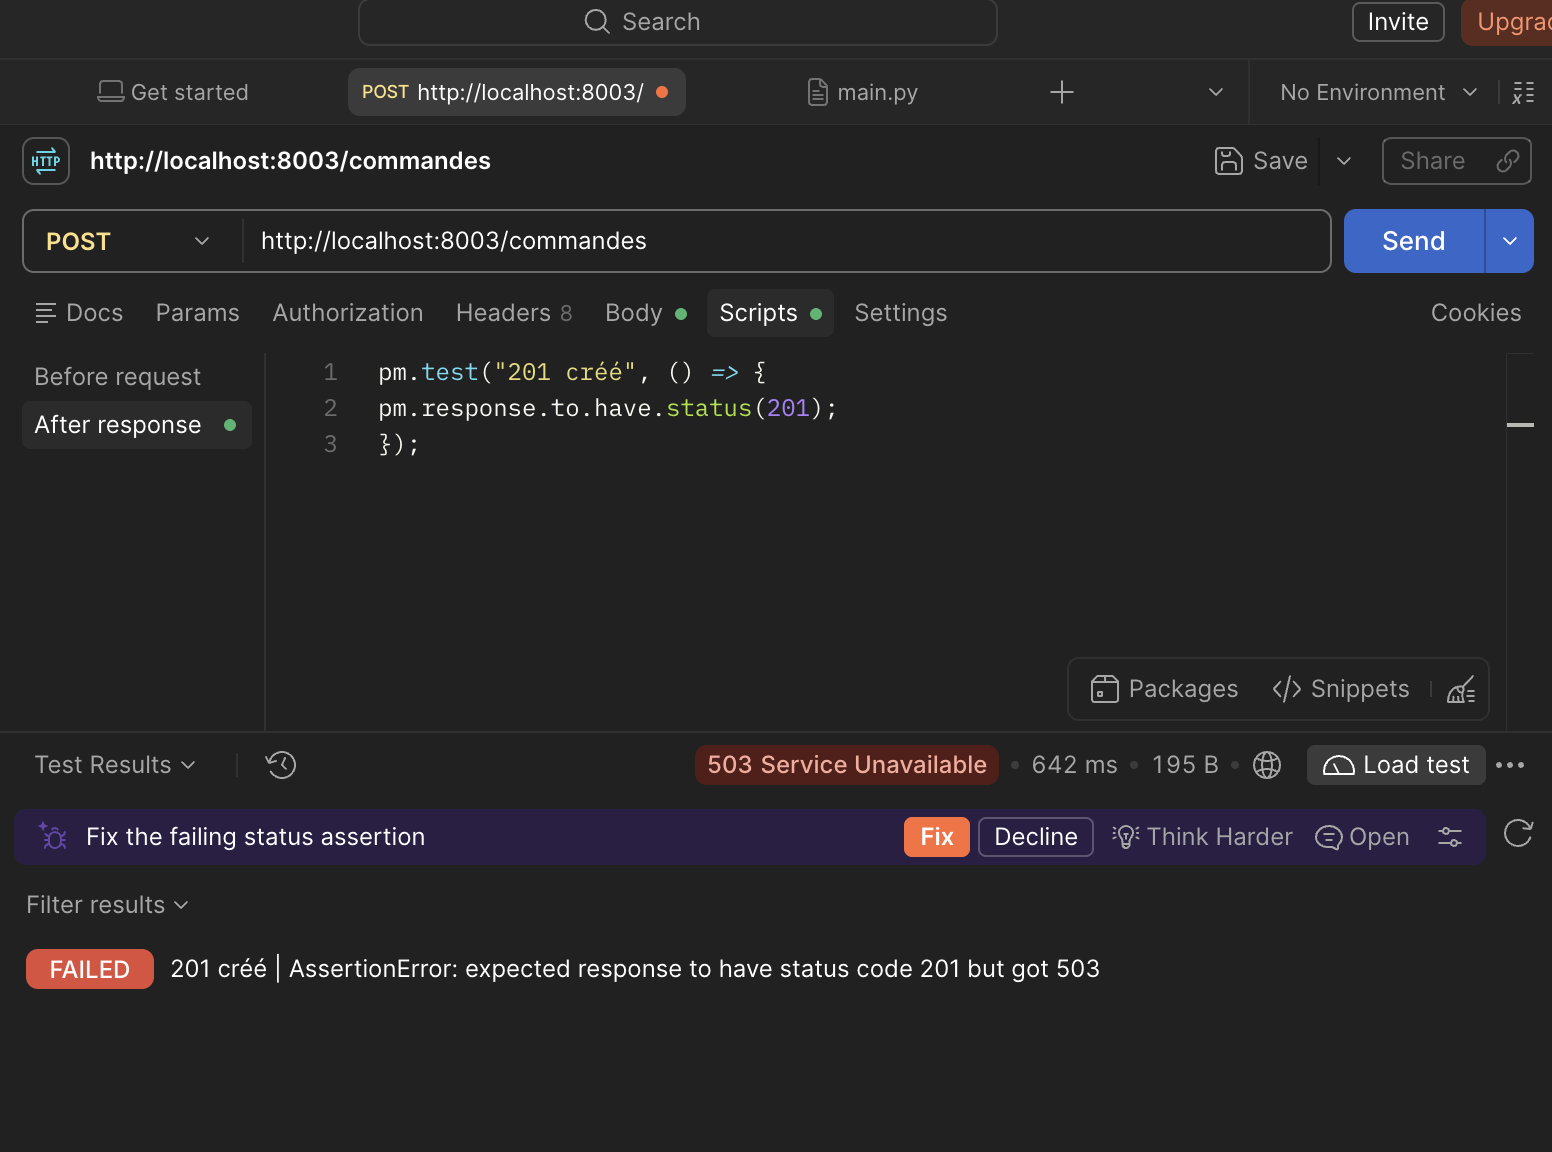 Search
Invite
Upgrad
Get started
POST http://localhost:8003/
main.py
No Environment
HTTP
http://localhost:8003/commandes
Save
Share
POST
http://localhost:8003/commandes
Send
Docs
Params
Authorization
Headers 8
Body
Scripts
Settings
Cookies
Before request
After response
1 pm.test("201 créé", () => {
2 pm.response.to.have.status(201);
3 });
Packages
</> Snippets
Test Results
503 Service Unavailable • 642 ms • 195 B
Load test
Fix the failing status assertion
Fix
Decline
Think Harder
Open
Filter results
FAILED
201 créé | AssertionError: expected response to have status code 201 but got 503